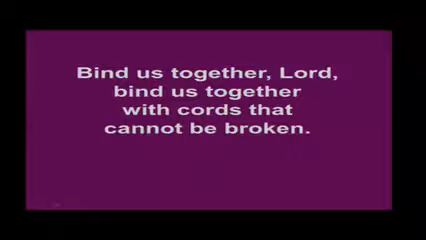 Bind us together, Lord,
bind us together
with cords that
cannot be broken.